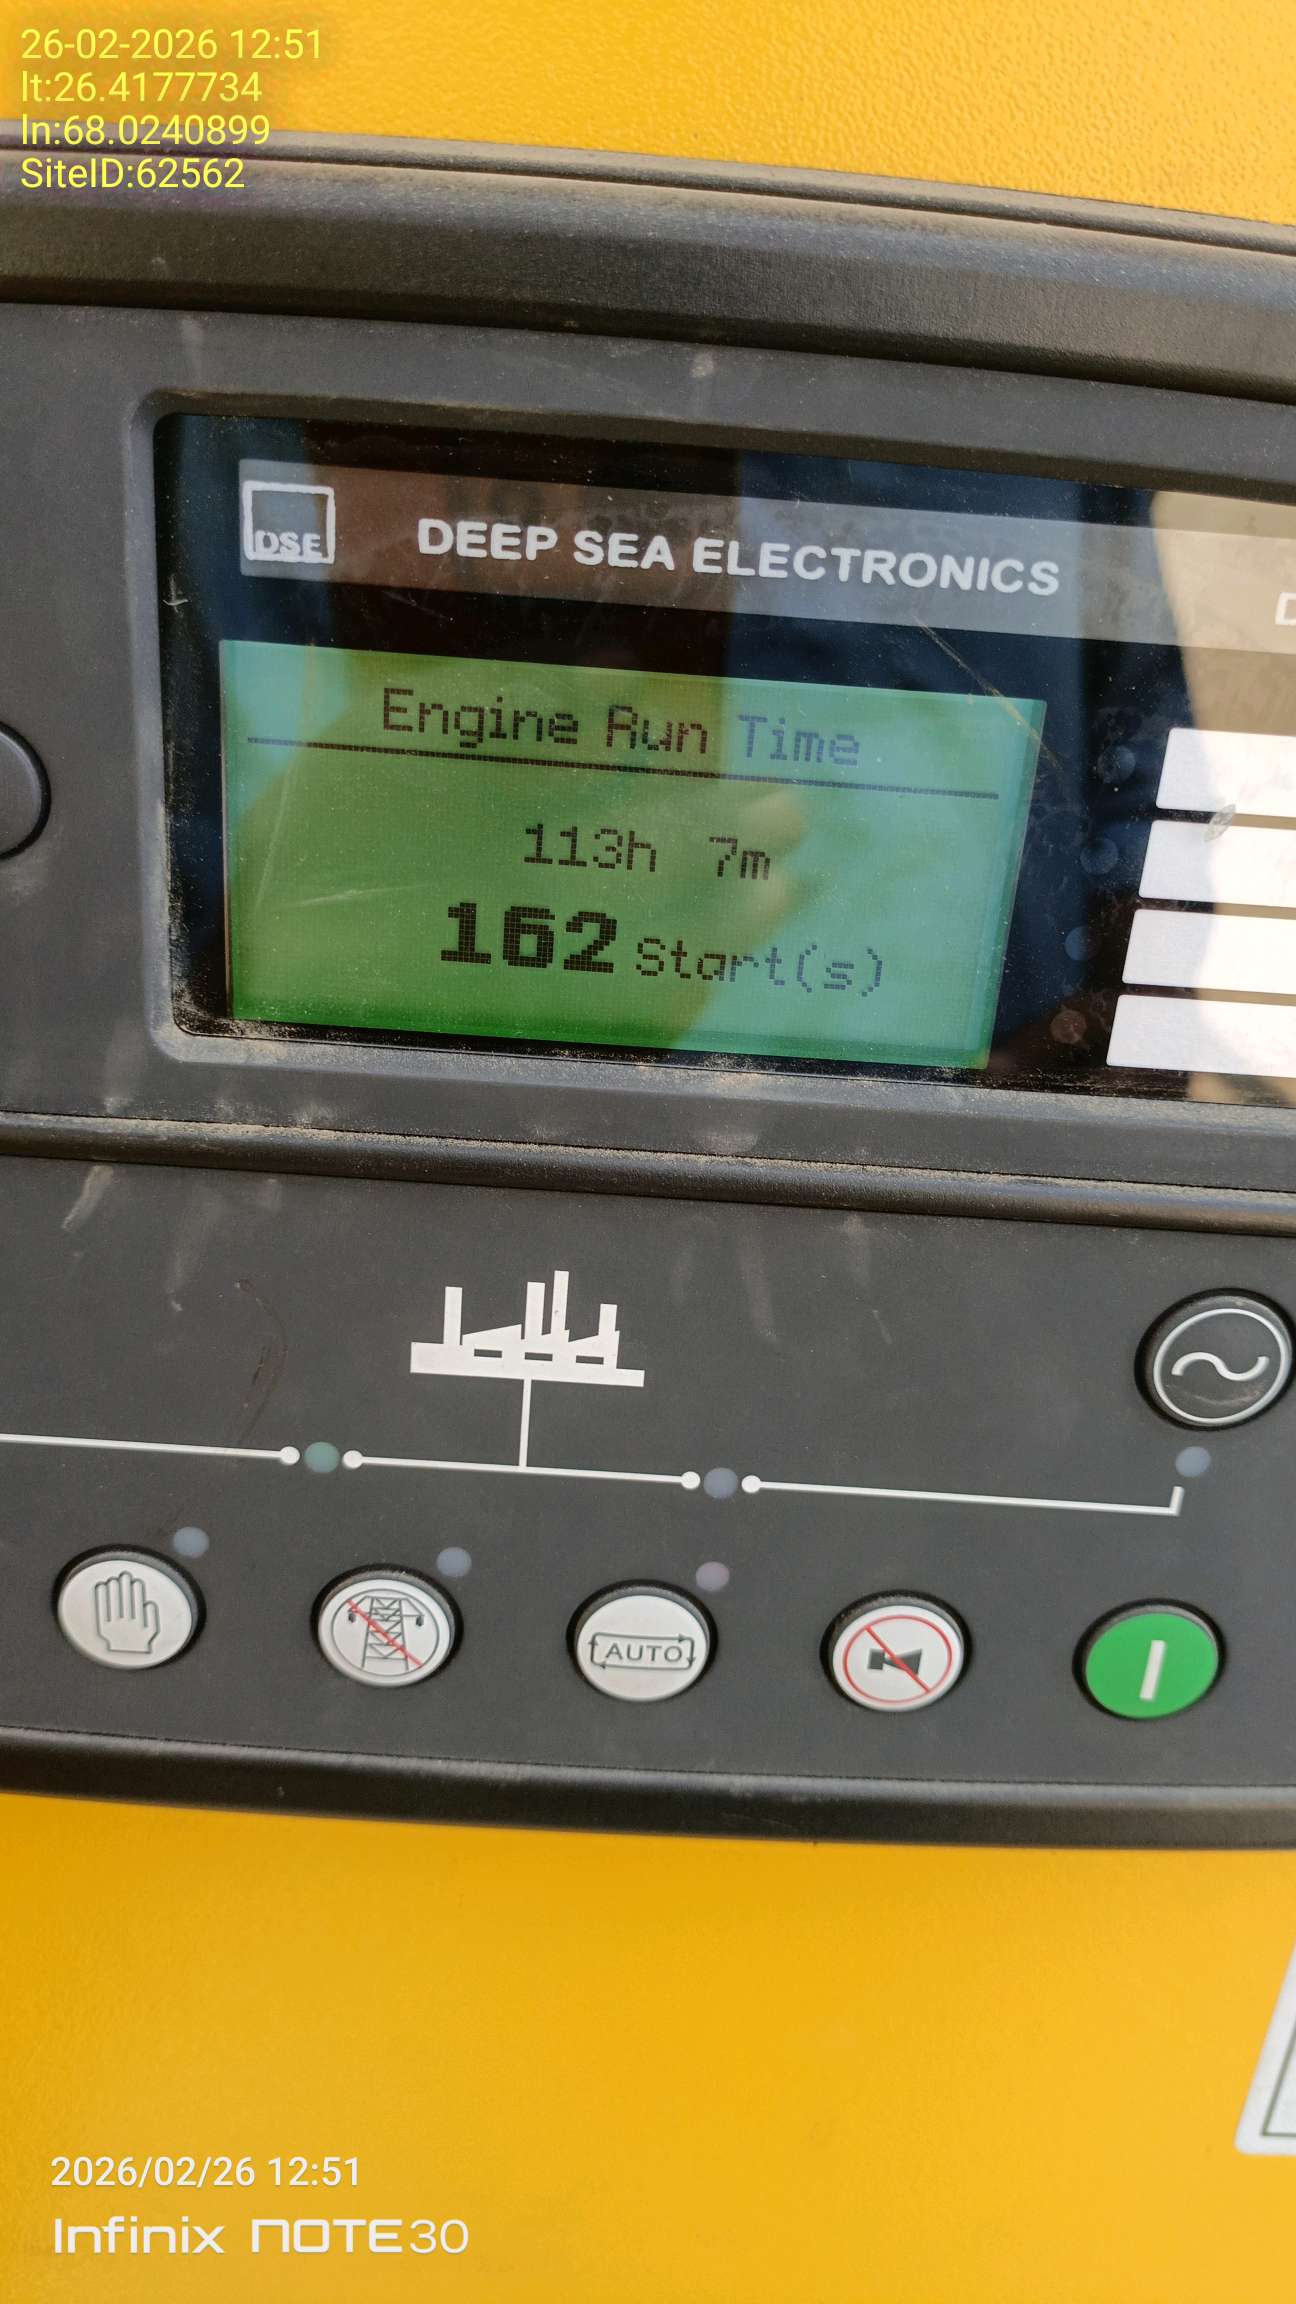 26-02-2026 12:51
lt:26.4177734
ln:68.0240899
SiteID:62562
DSE
DEEP SEA ELECTRONICS
Engine Run Time
113h 7m
162 Start(s)
AUTO
2026/02/26 12:51
Infinix NOTE30